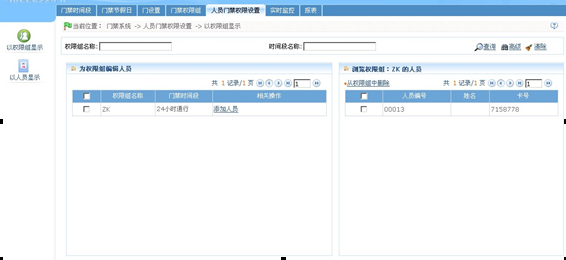 门禁时间段 门禁节假日 门设置 门禁权限组 人员门禁权限设置 实时监控 报表
当前位置: 门禁系统 -> 人员门禁权限设置 -> 以权限组显示
以权限组显示
以人员显示
权限组名称: 时间段名称: 查询 高级 清除
为权限组编辑人员
共 1 记录/1 页 1
权限组名称 门禁时间段 相关操作
ZK 24小时通行 添加人员
浏览权限组: ZK 的人员
从权限组中删除 共 1 记录/1 页 1
人员编号 姓名 卡号
00013 7158778